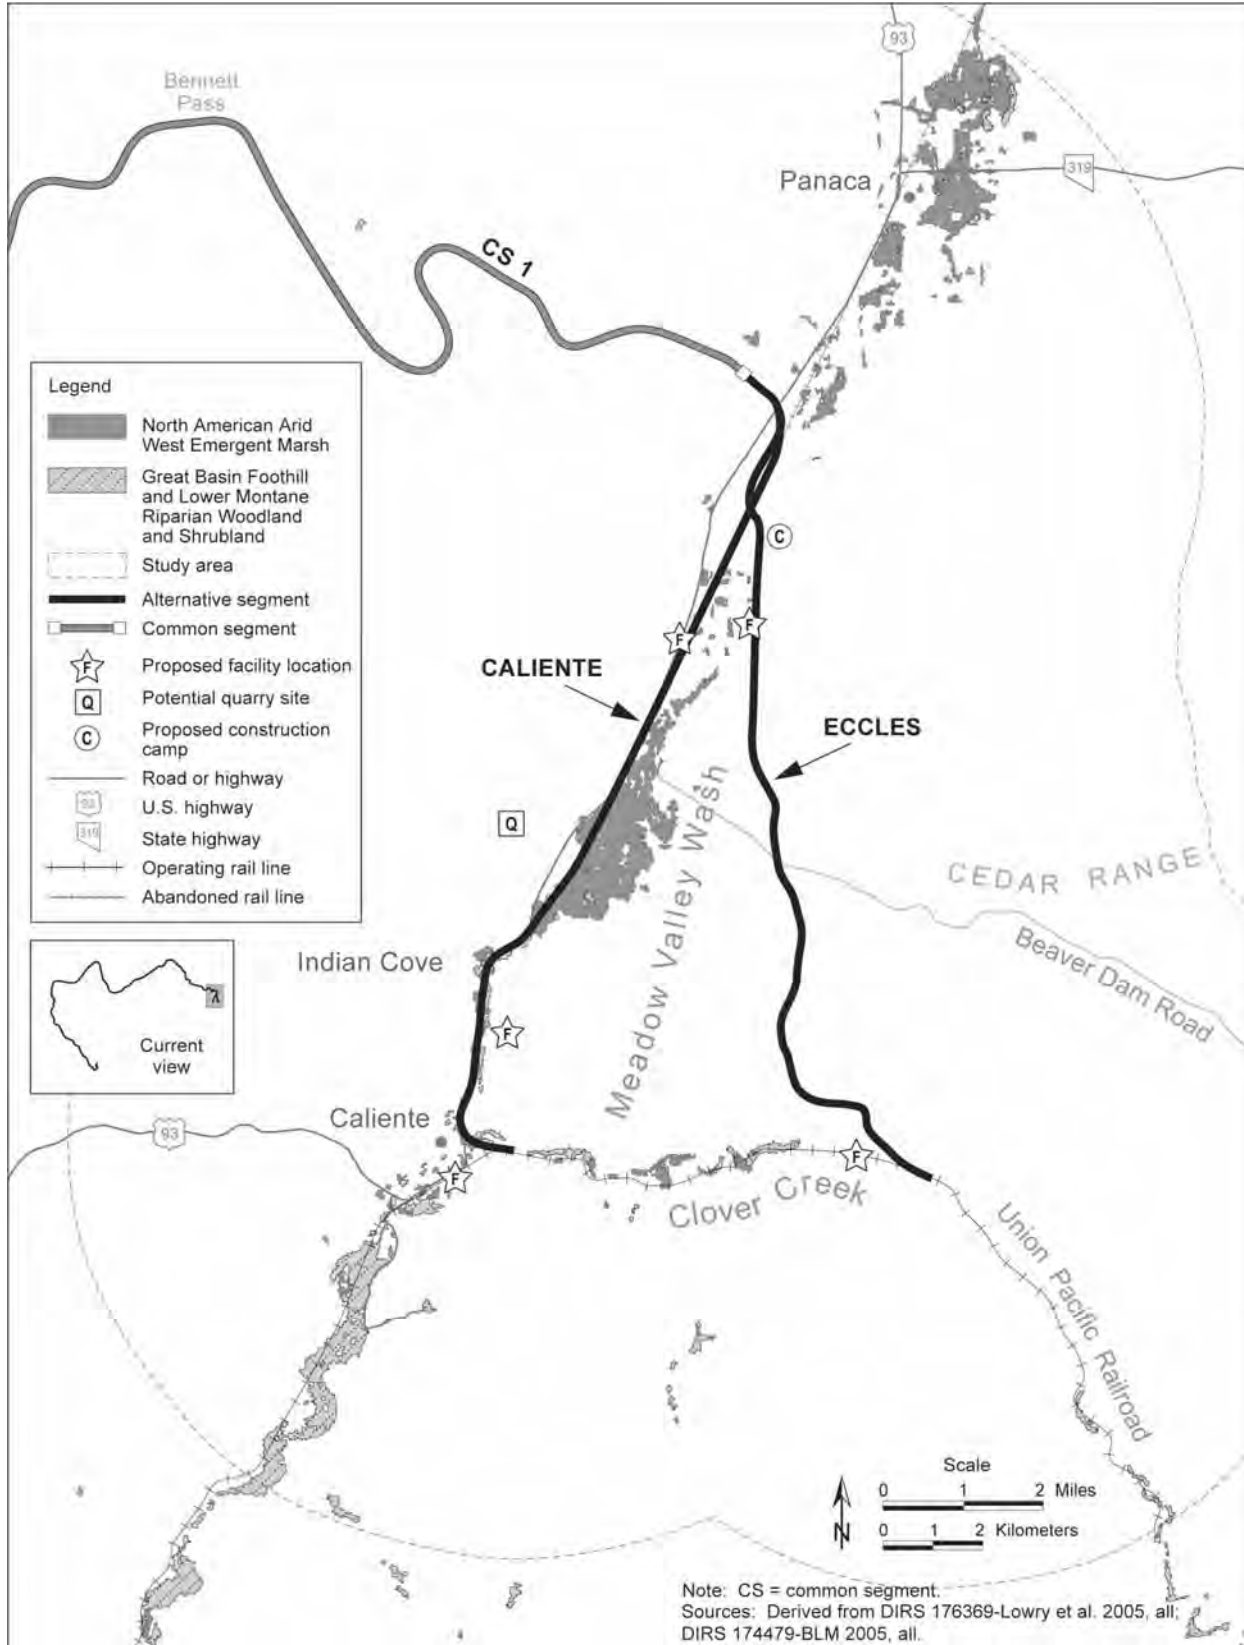 93
Bennett
Pass
319
Panaca
CS 1
Legend
North American Arid
West Emergent Marsh
Great Basin Foothill
and Lower Montane
Riparian Woodland
and Shrubland
Study area
Alternative segment
Common segment
F
Proposed facility location
Q
Potential quarry site
C
Proposed construction
camp
Road or highway
93
U.S. highway
319
State highway
Operating rail line
Abandoned rail line
C
F
F
CALIENTE
ECCLES
Q
Meadow Valley Wash
CEDAR RANGE
Beaver Dam Road
Indian Cove
F
Current
view
Caliente
93
F
F
Clover Creek
Union Pacific Railroad
Scale
0 1 2 Miles
0 1 2 Kilometers
N
Note: CS = common segment.
Sources: Derived from DIRS 176369-Lowry et al. 2005, all;
DIRS 174479-BLM 2005, all.